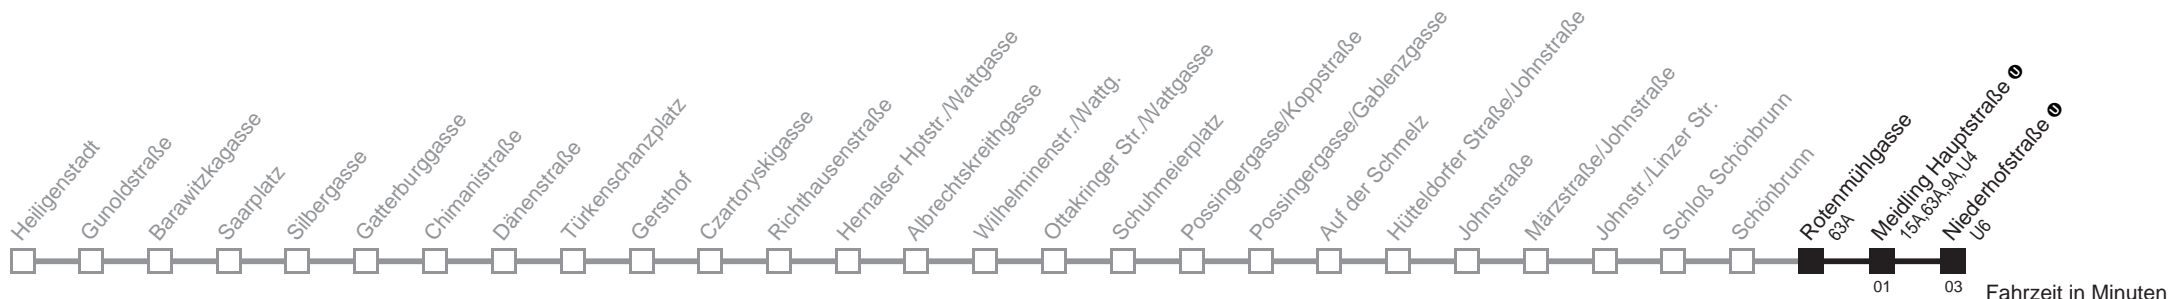 Heiligenstadt
Gunoldstraße
Barawitzkagasse
Saarplatz
Silbergasse
Gatterburggasse
Chimanistraße
Dänenstraße
Türkenschanzplatz
Gersthof
Czartoryskigasse
Richthausenstraße
Hernalser Hptstr./Wattgasse
Albrechtskreithgasse
Wilhelminenstr./Wattg.
Ottakringer Str./Wattgasse
Schuhmeierplatz
Possingergasse/Koppstraße
Possingergasse/Gablenzgasse
Auf der Schmelz
Hütteldorfer Straße/Johnstraße
Johnstraße
Märzstraße/Johnstraße
Johnstr./Linzer Str.
Schloß Schönbrunn
Schönbrunn
Rotenmühlgasse
63A
Meidling Hauptstraße U
15A,63A,9A,U4
Niederhofstraße U
U6
01
03
Fahrzeit in Minuten